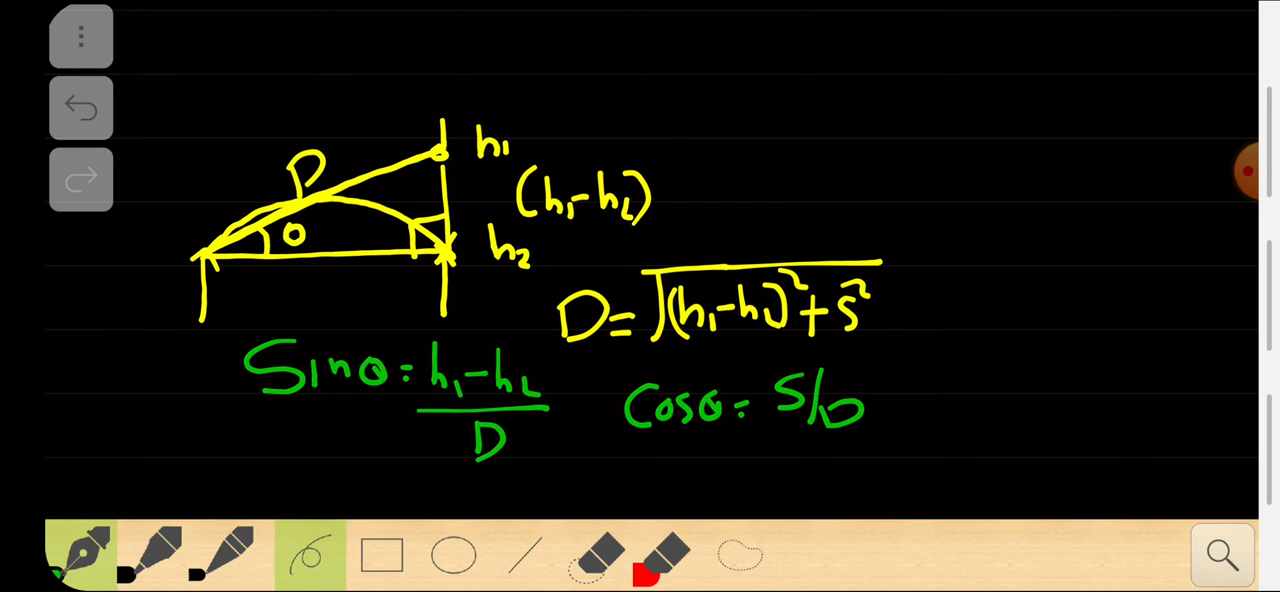 D
h₁
(h₁-h₂)
θ
h₂
D=√(h₁-h₂)²+S²
Sinθ=h₁-h₂/D
Cosθ=S/D